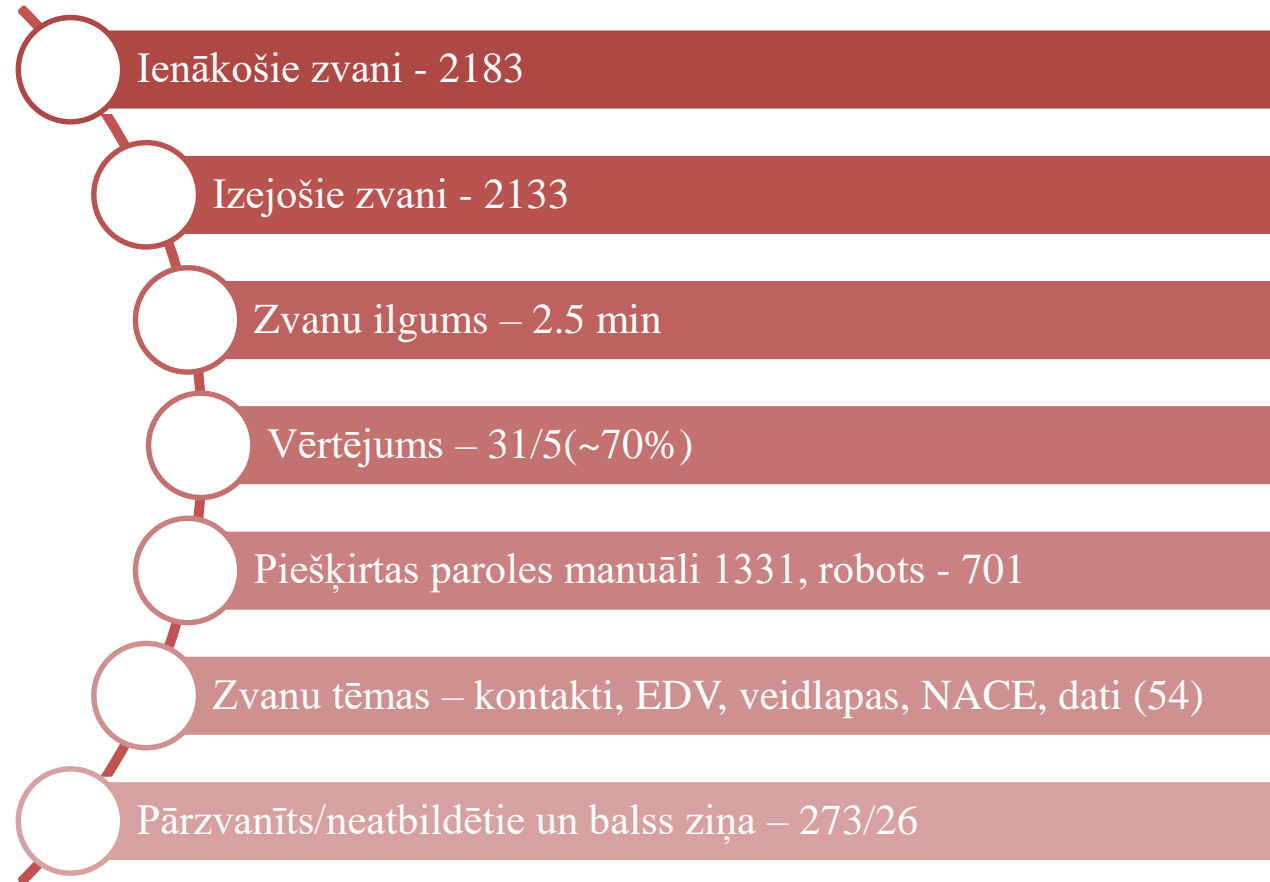 Ienākošie zvani - 2183
Izejošie zvani - 2133
Zvanu ilgums – 2.5 min
Vērtējums – 31/5(~70%)
Piešķirtas paroles manuāli 1331, robots - 701
Zvanu tēmas – kontakti, EDV, veidlapas, NACE, dati (54)
Pārzvanīts/neatbildētie un balss ziņa – 273/26